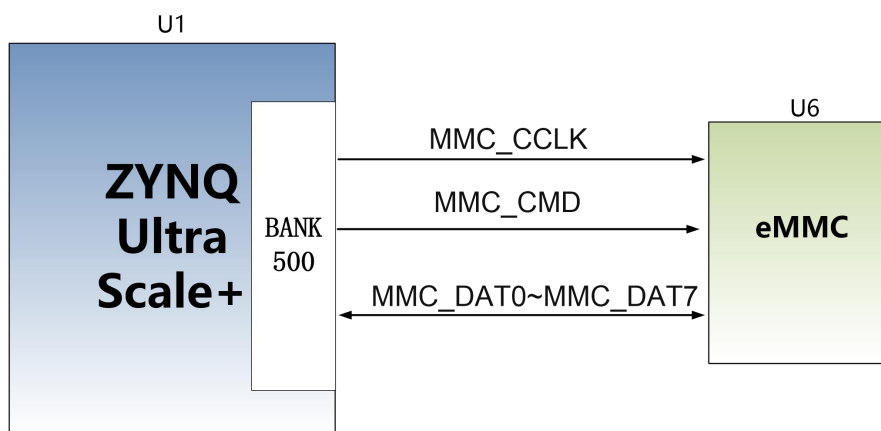 U1
ZYNQ
Ultra
Scale+
BANK
500
MMC_CCLK
MMC_CMD
MMC_DAT0~MMC_DAT7
U6
eMMC